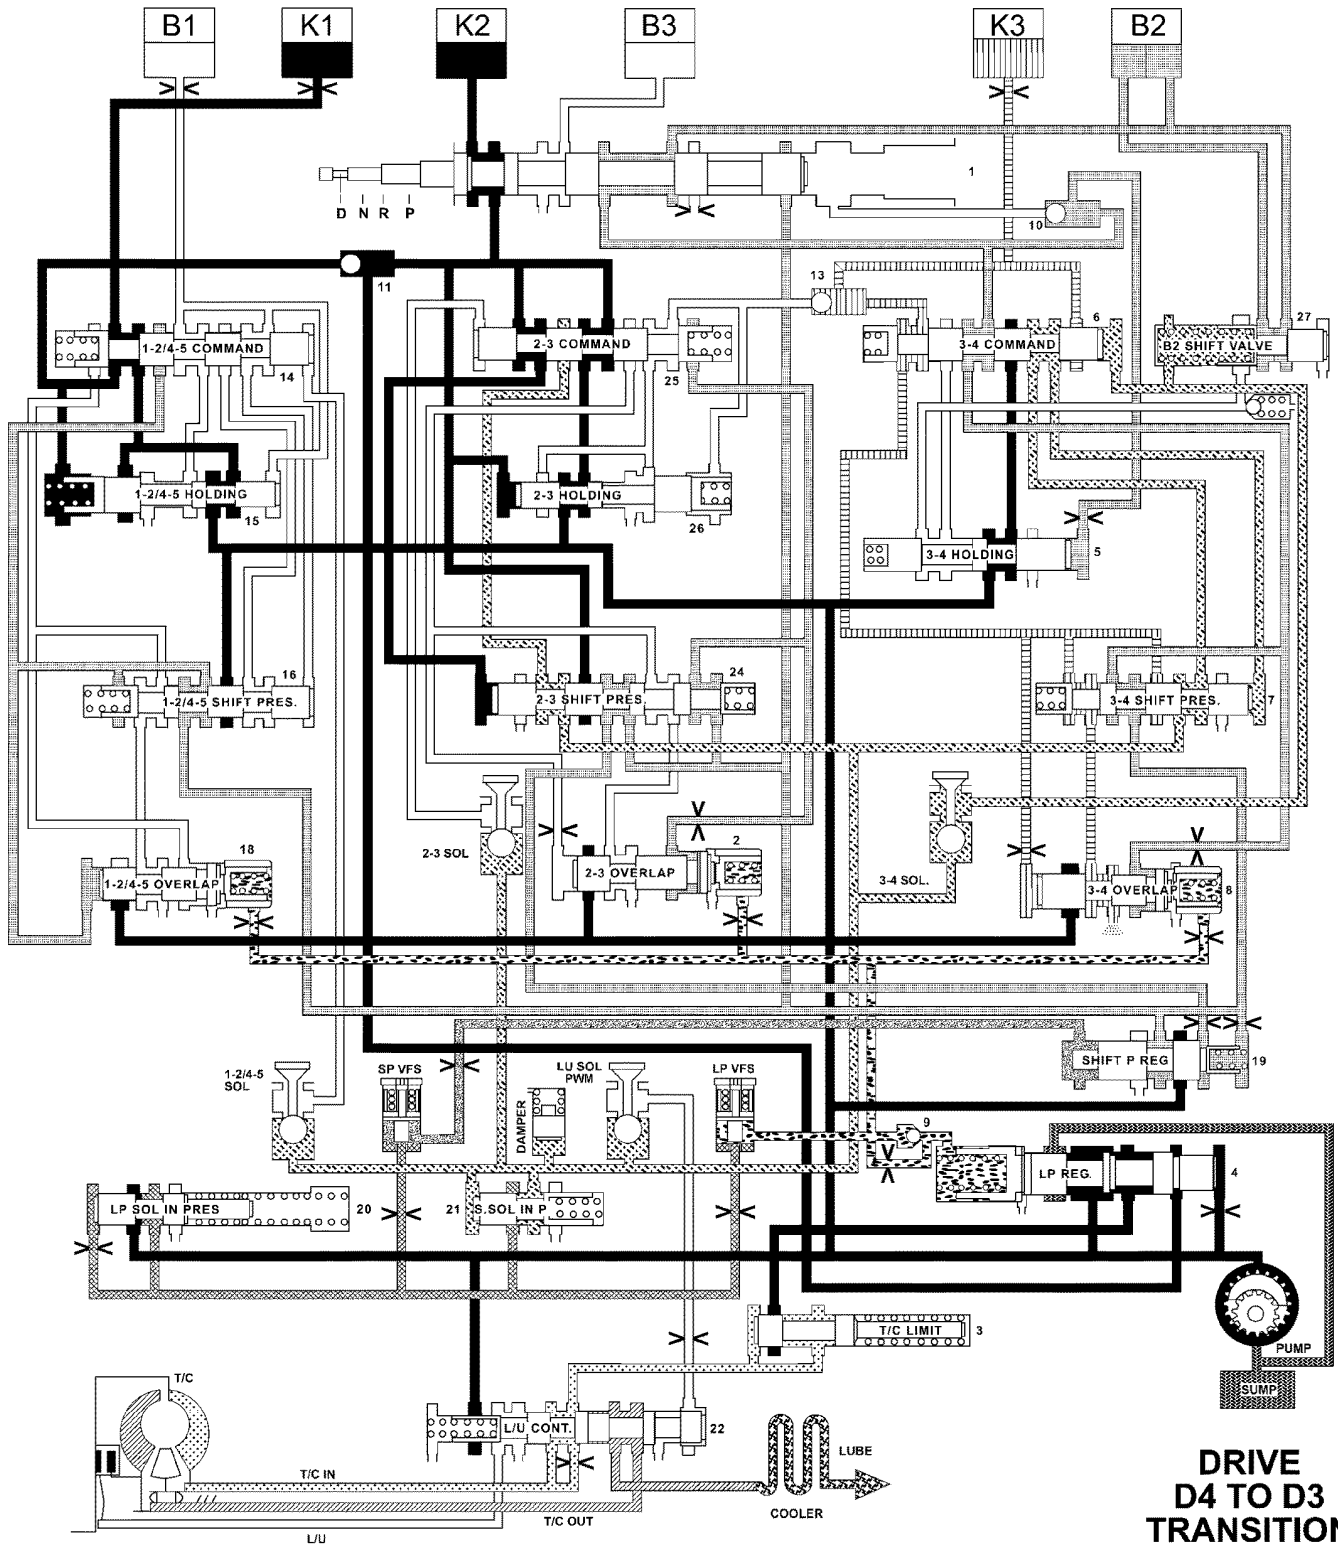 B1 K1 K2 B3 K3 B2
1
D N R P
10
11
13
6
27
1-2/4-5 COMMAND
14
2-3 COMMAND
25
3-4 COMMAND
B2 SHIFT VALVE
1-2/4-5 HOLDING
15
2-3 HOLDING
26
3-4 HOLDING
5
16
1-2/4-5 SHIFT PRES.
24
2-3 SHIFT PRES.
3-4 SHIFT PRES.
7
2-3 SOL
18
1-2/4-5 OVERLAP
2
2-3 OVERLAP
3-4 SOL.
3-4 OVERLAP
8
1-2/4-5
SOL
SP VFS
LU SOL
PWM
LP VFS
DAMPER
9
SHIFT P REG
19
LP REG.
4
LP SOL IN PRES
20
21
S.SOL IN P
T/C LIMIT
3
PUMP
SUMP
T/C
L/U CONT.
22
T/C IN
T/C OUT
L/U
LUBE
COOLER
DRIVE
D4 TO D3
TRANSITION